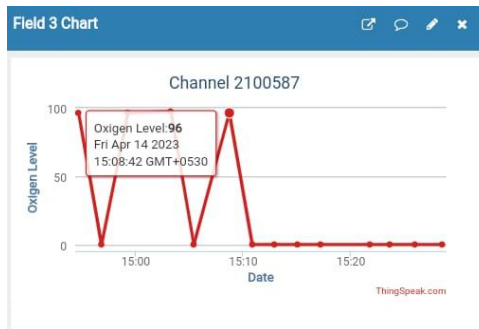 Field 3 Chart
Channel 2100587
100
Oxigen Level:96
Fri Apr 14 2023
15:08:42 GMT+0530
50
Oxigen Level
0
15:00 15:10 15:20
Date
ThingSpeak.com